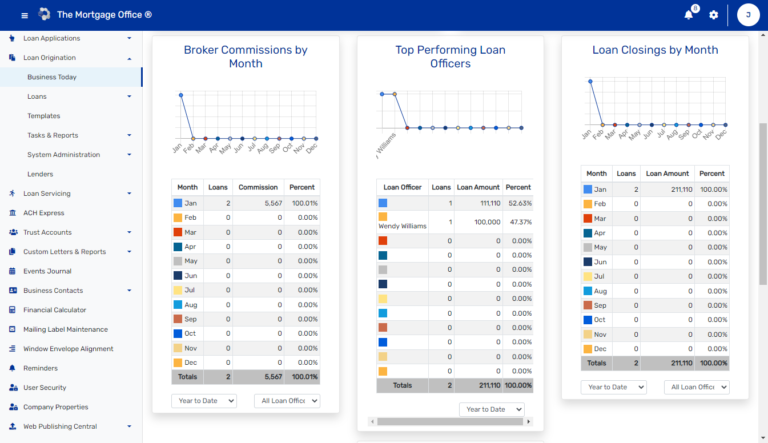 The Mortgage Office ®
8
J
Loan Applications
Loan Origination
Business Today
Loans
Templates
Tasks & Reports
System Administration
Lenders
Loan Servicing
ACH Express
Trust Accounts
Custom Letters & Reports
Events Journal
Business Contacts
Financial Calculator
Mailing Label Maintenance
Window Envelope Alignment
Reminders
User Security
Company Properties
Web Publishing Central
Broker Commissions by
Month
Jan Feb Mar Apr May Jun Jul Aug Sep Oct Nov Dec
Month Loans Commission Percent
Jan 2 5,567 100.01%
Feb 0 0 0.00%
Mar 0 0 0.00%
Apr 0 0 0.00%
May 0 0 0.00%
Jun 0 0 0.00%
Jul 0 0 0.00%
Aug 0 0 0.00%
Sep 0 0 0.00%
Oct 0 0 0.00%
Nov 0 0 0.00%
Dec 0 0 0.00%
Totals 2 5,567 100.01%
Year to Date All Loan Office
Top Performing Loan
Officers
Williams
Loan Officer Loans Loan Amount Percent
1 111,110 52.63%
Wendy Williams 1 100,000 47.37%
0 0 0.00%
0 0 0.00%
0 0 0.00%
0 0 0.00%
0 0 0.00%
0 0 0.00%
0 0 0.00%
0 0 0.00%
0 0 0.00%
0 0 0.00%
Totals 2 211,110 100.00%
Year to Date
Loan Closings by Month
Jan Feb Mar Apr May Jun Jul Aug Sep Oct Nov Dec
Month Loans Loan Amount Percent
Jan 2 211,110 100.00%
Feb 0 0 0.00%
Mar 0 0 0.00%
Apr 0 0 0.00%
May 0 0 0.00%
Jun 0 0 0.00%
Jul 0 0 0.00%
Aug 0 0 0.00%
Sep 0 0 0.00%
Oct 0 0 0.00%
Nov 0 0 0.00%
Dec 0 0 0.00%
Totals 2 211,110 100.00%
Year to Date All Loan Office